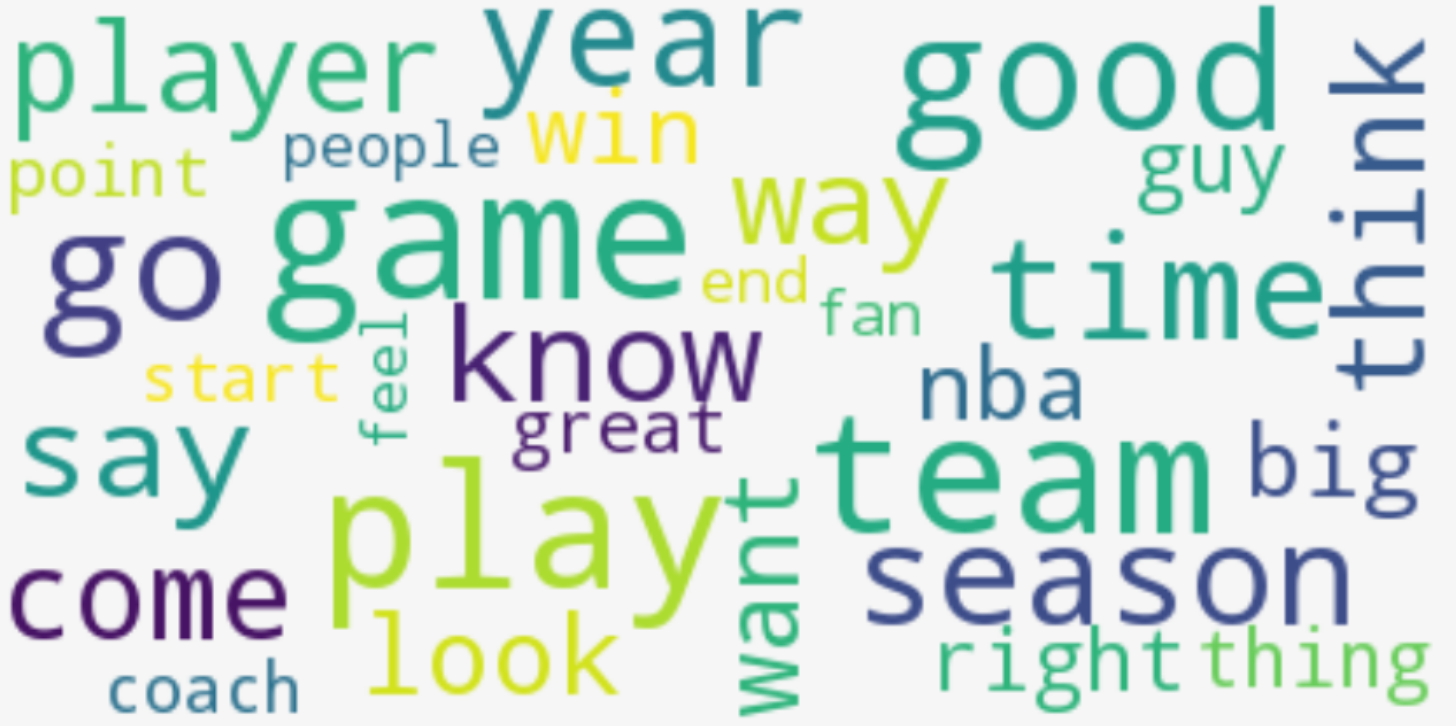 player
year
good
think
people
win
point
guy
way
game
go
time
end
fan
know
feel
start
nba
great
say
team
big
play
want
season
come
look
right
thing
coach